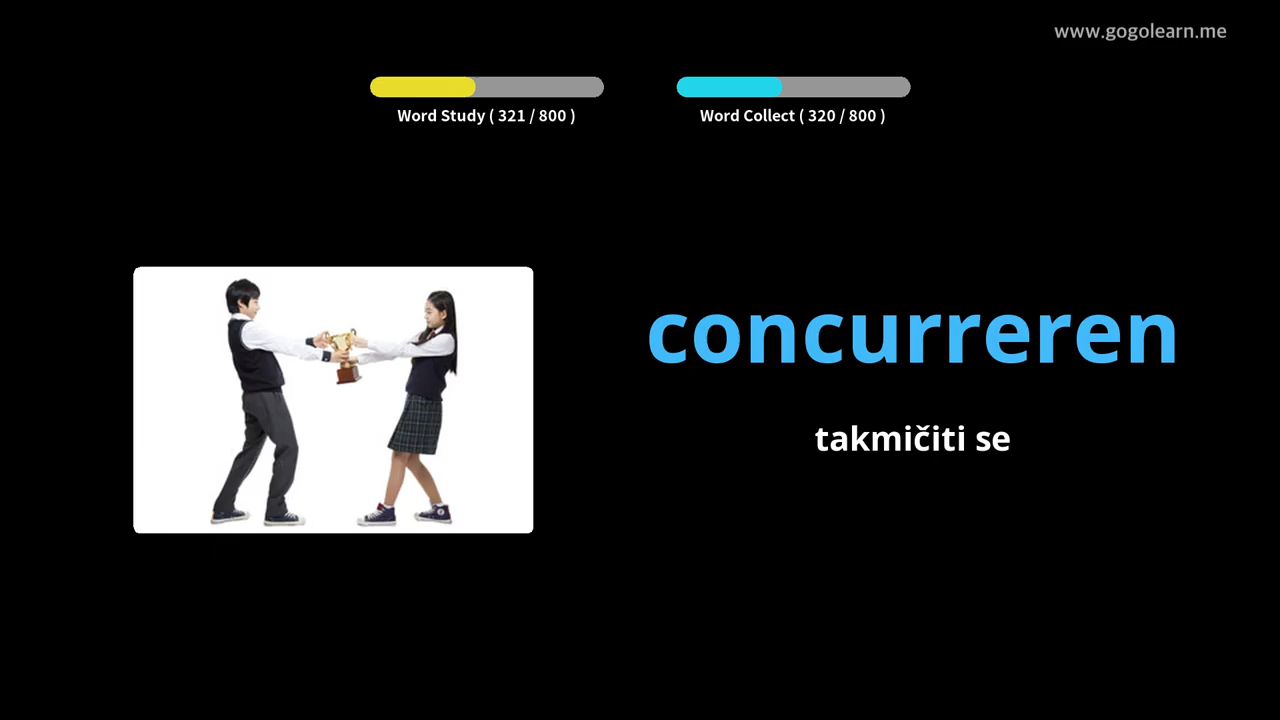 www.gogolearn.me
Word Study ( 321 / 800 )
Word Collect ( 320 / 800 )
concurreren
takmičiti se